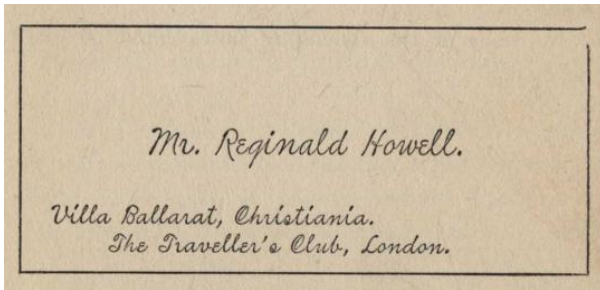 Mr. Reginald Howell.
Villa Ballarat, Christiania.
The Traveller's Club, London.